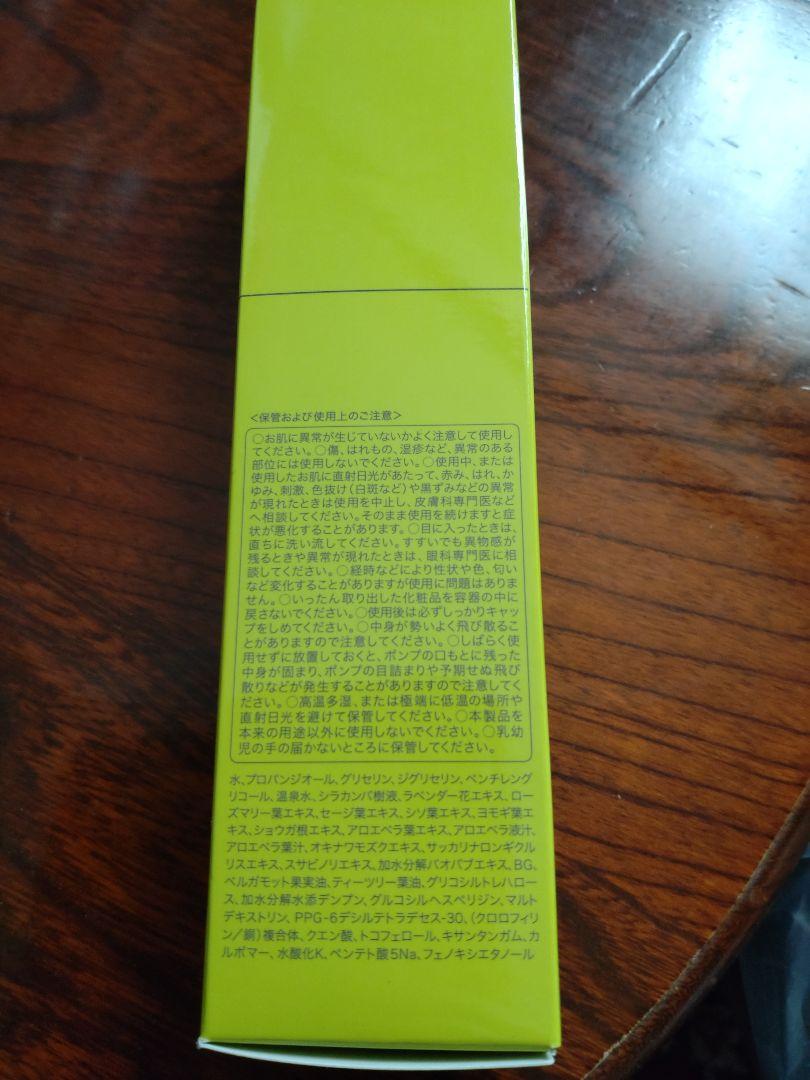 <保管および使用上のご注意>
○お肌に異常が生じていないかよく注意して使用し
てください。○傷、はれもの、湿疹など、異常のある
部位には使用しないでください。○使用中、または
使用したお肌に直射日光があたって、赤み、はれ、か
ゆみ、刺激、色抜け(白斑など)や黒ずみなどの異常
が現れたときは使用を中止し、皮膚科専門医など
へ相談してください。そのまま使用を続けますと症
状が悪化することがあります。○目に入ったときは、
直ちに洗い流してください。すすいでも異物感が
残るときや異常が現れたときは、眼科専門医に相
談してください。○経時などにより性状や色、匂い
など変化することがありますが使用に問題はありま
せん。○いったん取り出した化粧品を容器の中に
戻さないでください。○使用後は必ずしっかりキャッ
プをしめてください。○中身が勢いよく飛び散るこ
とがありますので注意してください。○しばらく使
用せずに放置しておくと、ポンプの口もとに残った
中身が固まり、ポンプの目詰まりや予期せぬ飛び
散りなどが発生することがありますので注意してく
ださい。○高温多湿、または極端に低温の場所や
直射日光を避けて保管してください。○本製品を
本来の用途以外に使用しないでください。○乳幼
児の手の届かないところに保管してください。
水、プロパンジオール、グリセリン、ジグリセリン、ペンチレング
リコール、温泉水、シラカンバ樹液、ラベンダー花エキス、ロー
ズマリー葉エキス、セージ葉エキス、シソ葉エキス、ヨモギ葉エ
キス、ショウガ根エキス、アロエベラ葉エキス、アロエベラ液汁、
アロエベラ葉汁、オキナワモズクエキス、サッカリナロンギクル
リスエキス、スサビノリエキス、加水分解バオバブエキス、BG、
ベルガモット果実油、ティーツリー葉油、グリコシルトレハロー
ス、加水分解水添デンプン、グルコシルヘスペリジン、マルト
デキストリン、PPG-6デシルテトラデセス-30、(クロロフィリ
ン/銅)複合体、クエン酸、トコフェロール、キサンタンガム、カ
ルボマー、水酸化K、ペンテト酸5Na、フェノキシエタノール